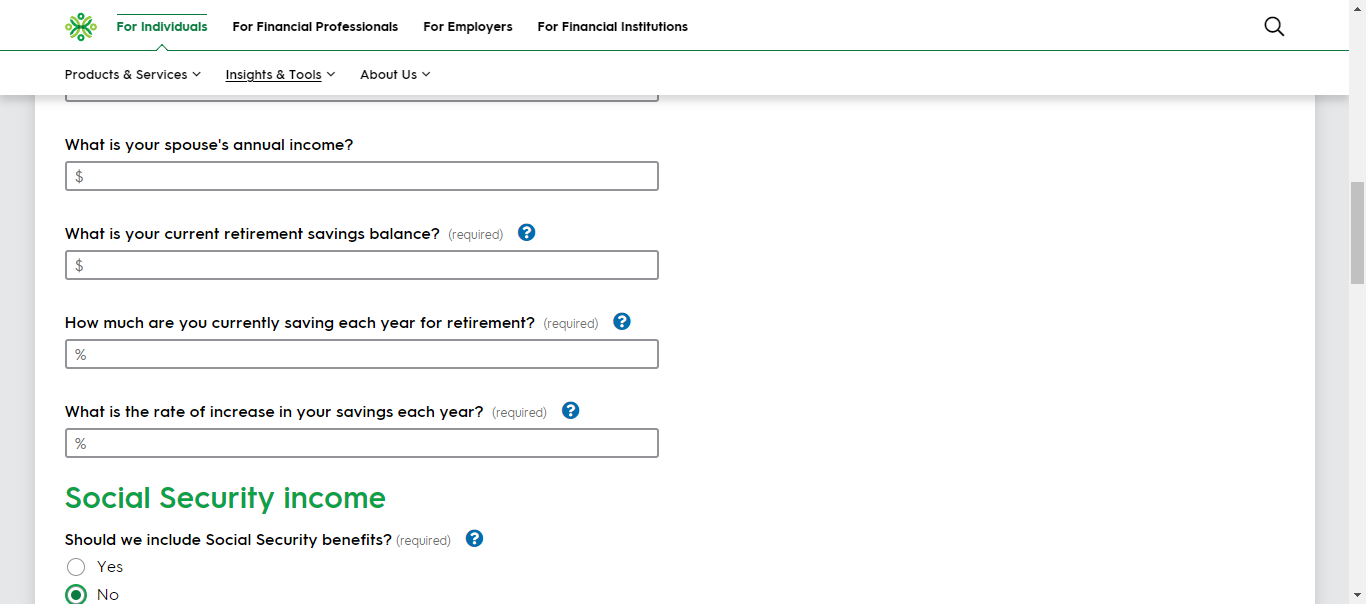 For Individuals For Financial Professionals For Employers For Financial Institutions
Products & Services Insights & Tools About Us
What is your spouse's annual income?
$
What is your current retirement savings balance? (required) ?
$
How much are you currently saving each year for retirement? (required) ?
%
What is the rate of increase in your savings each year? (required) ?
%
Social Security income
Should we include Social Security benefits? (required) ?
Yes
No